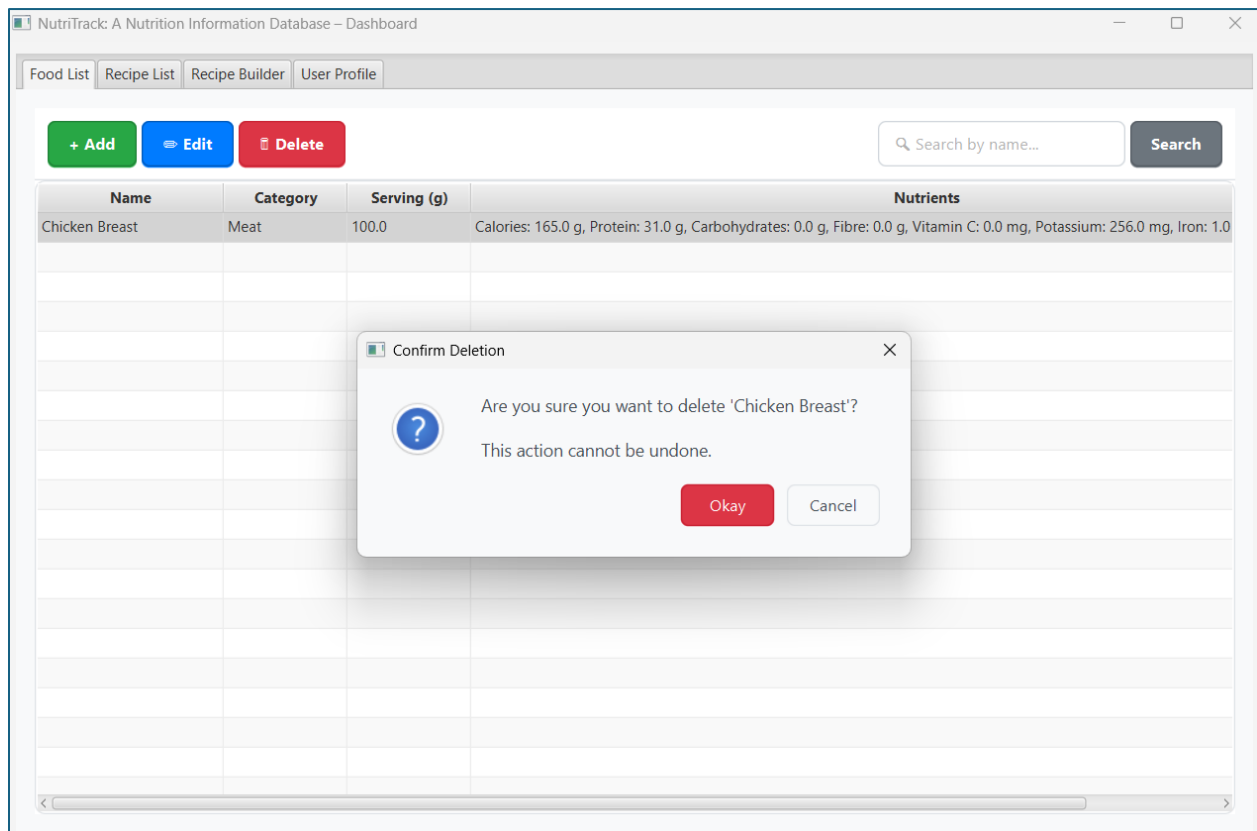 NutriTrack: A Nutrition Information Database – Dashboard
Food List Recipe List Recipe Builder User Profile
+ Add Edit Delete Search by name... Search
Name Category Serving (g) Nutrients
Chicken Breast Meat 100.0 Calories: 165.0 g, Protein: 31.0 g, Carbohydrates: 0.0 g, Fibre: 0.0 g, Vitamin C: 0.0 mg, Potassium: 256.0 mg, Iron: 1.0
Confirm Deletion
Are you sure you want to delete 'Chicken Breast'?
This action cannot be undone.
Okay Cancel